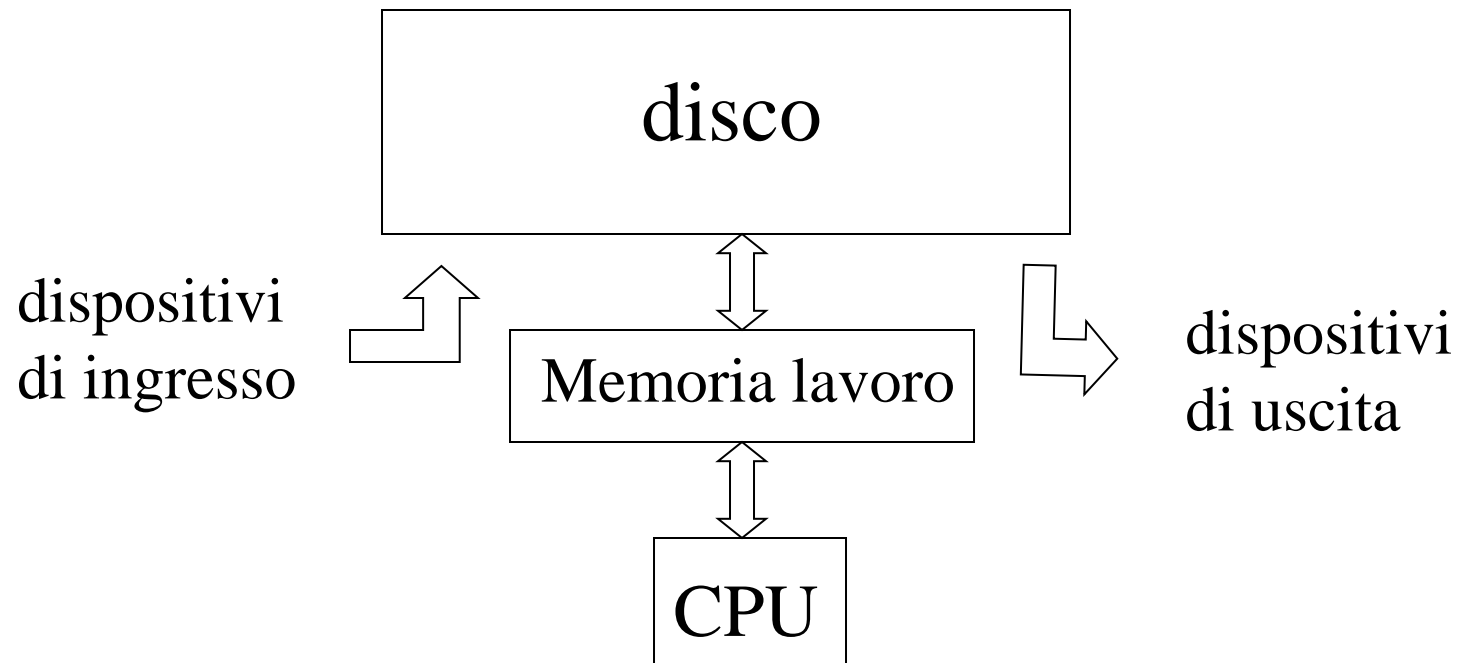 disco
dispositivi
di ingresso
Memoria lavoro
dispositivi
di uscita
CPU